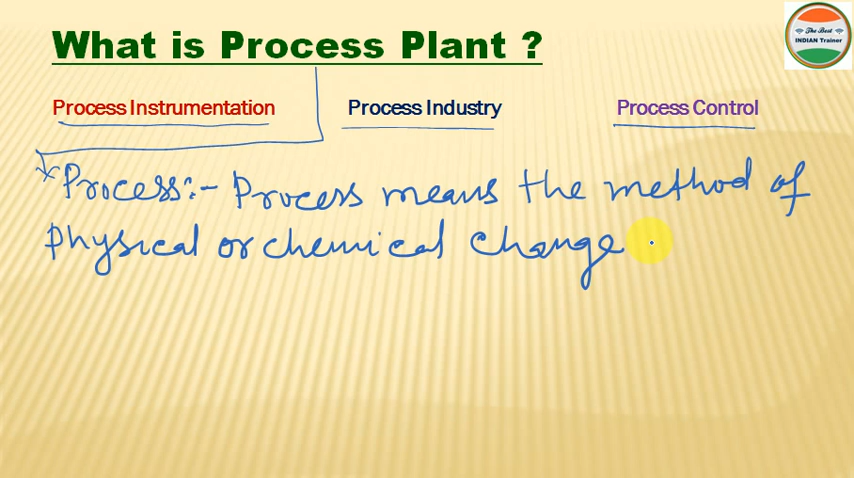 What is Process Plant ?
The Best
INDIAN Trainer
Process Instrumentation Process Industry Process Control
Process:- Process means the method of
physical or chemical change